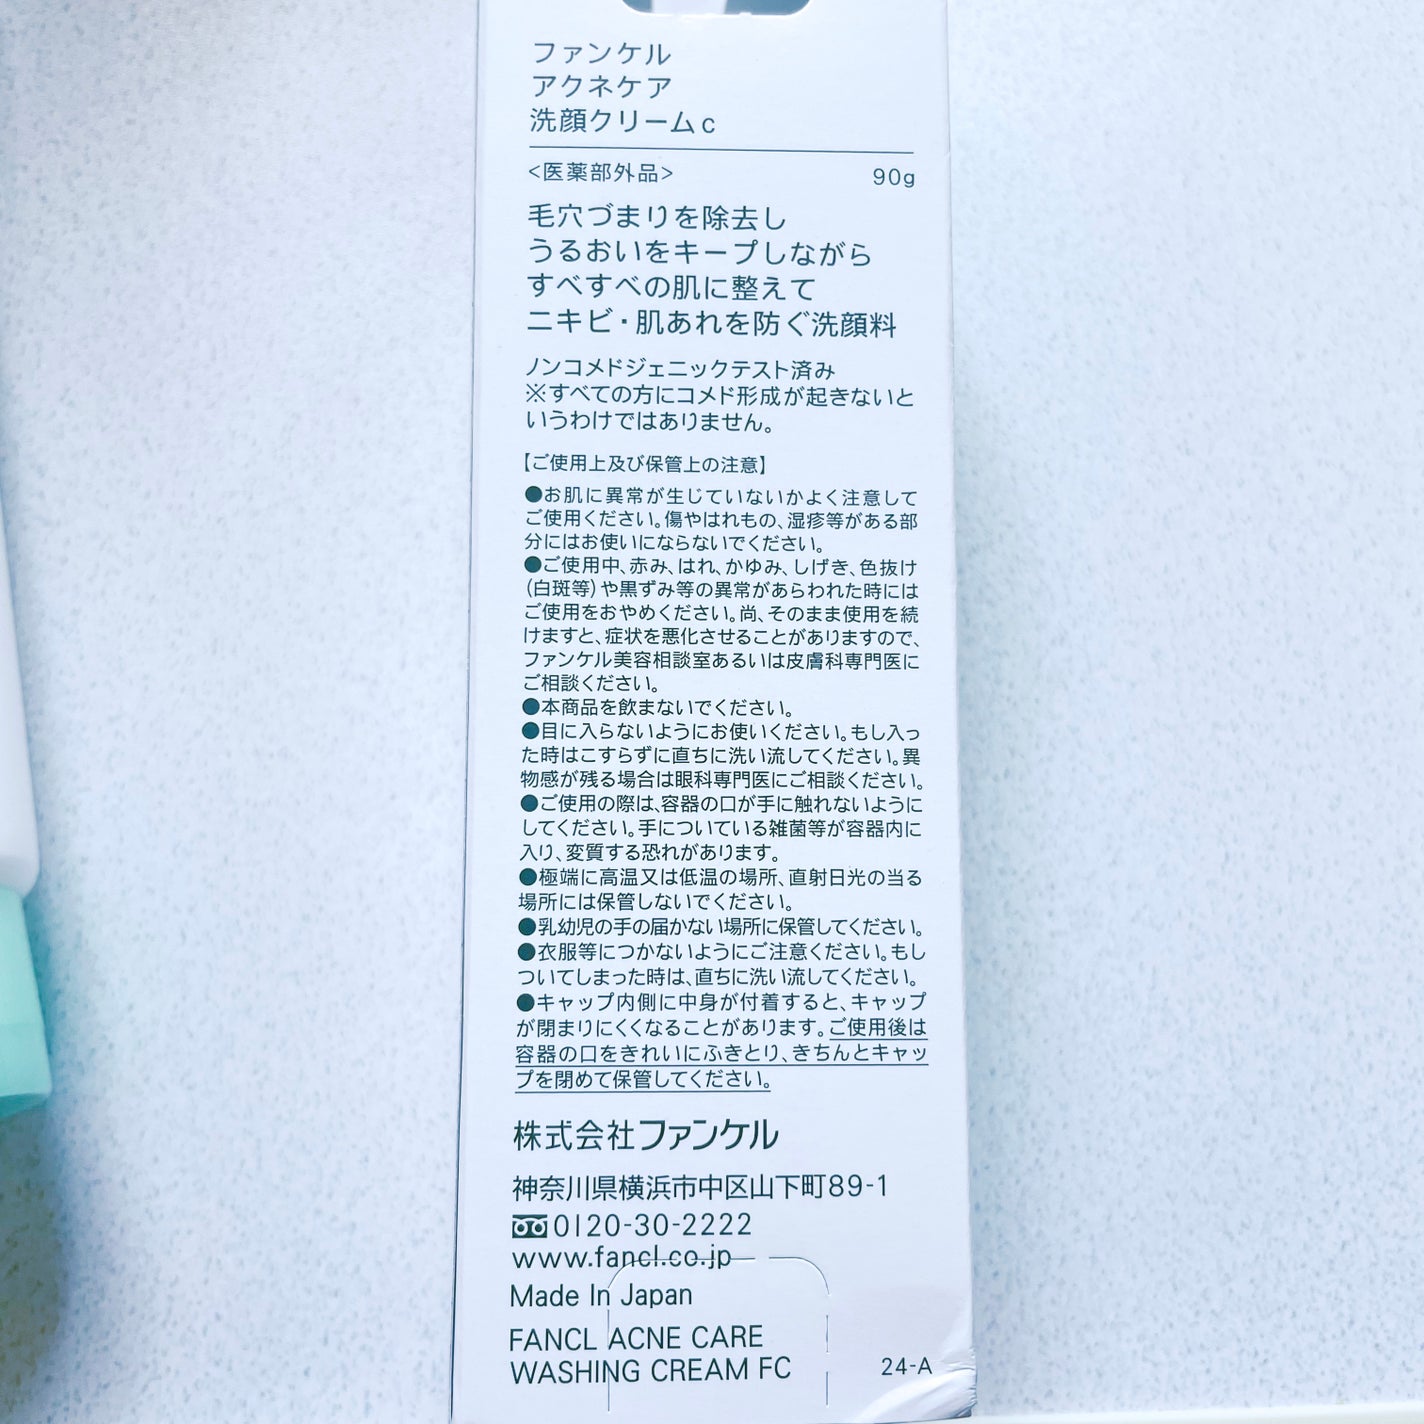 ファンケル
アクネケア
洗顔クリームc
<医薬部外品> 90g
毛穴づまりを除去し
うるおいをキープしながら
すべすべの肌に整えて
ニキビ・肌あれを防ぐ洗顔料
ノンコメドジェニックテスト済み
※すべての方にコメド形成が起きないと
いうわけではありません。
【ご使用上及び保管上の注意】
●お肌に異常が生じていないかよく注意して
ご使用ください。傷やはれもの、湿疹等がある部
分にはお使いにならないでください。
●ご使用中、赤み、はれ、かゆみ、しげき、色抜け
(白斑等)や黒ずみ等の異常があらわれた時には
ご使用をおやめください。尚、そのまま使用を続
けますと、症状を悪化させることがありますので、
ファンケル美容相談室あるいは皮膚科専門医に
ご相談ください。
●本商品を飲まないでください。
●目に入らないようにお使いください。もし入っ
た時はこすらずに直ちに洗い流してください。異
物感が残る場合は眼科専門医にご相談ください。
●ご使用の際は、容器の口が手に触れないように
してください。手についている雑菌等が容器内に
入り、変質する恐れがあります。
●極端に高温又は低温の場所、直射日光の当る
場所には保管しないでください。
●乳幼児の手の届かない場所に保管してください。
●衣服等につかないようにご注意ください。もし
ついてしまった時は、直ちに洗い流してください。
●キャップ内側に中身が付着すると、キャップ
が閉まりにくくなることがあります。ご使用後は
容器の口をきれいにふきとり、きちんとキャッ
プを閉めて保管してください。
株式会社ファンケル
神奈川県横浜市中区山下町89-1
0120-30-2222
www.fancl.co.jp
Made In Japan
FANCL ACNE CARE
WASHING CREAM FC 24-A